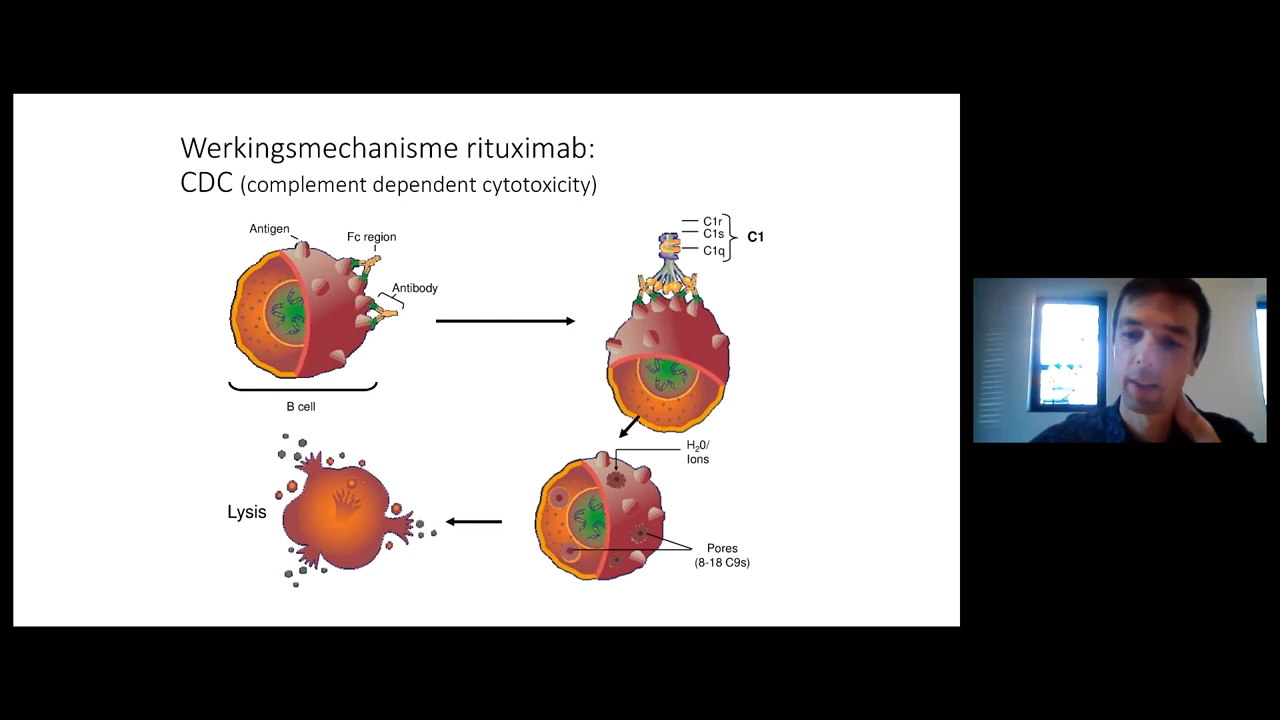 Werkingsmechanisme rituximab:
CDC (complement dependent cytotoxicity)
Antigen
Fc region
Antibody
B cell
C1r
C1s
C1q
C1
H₂0/
Ions
Pores
(8-18 C9s)
Lysis